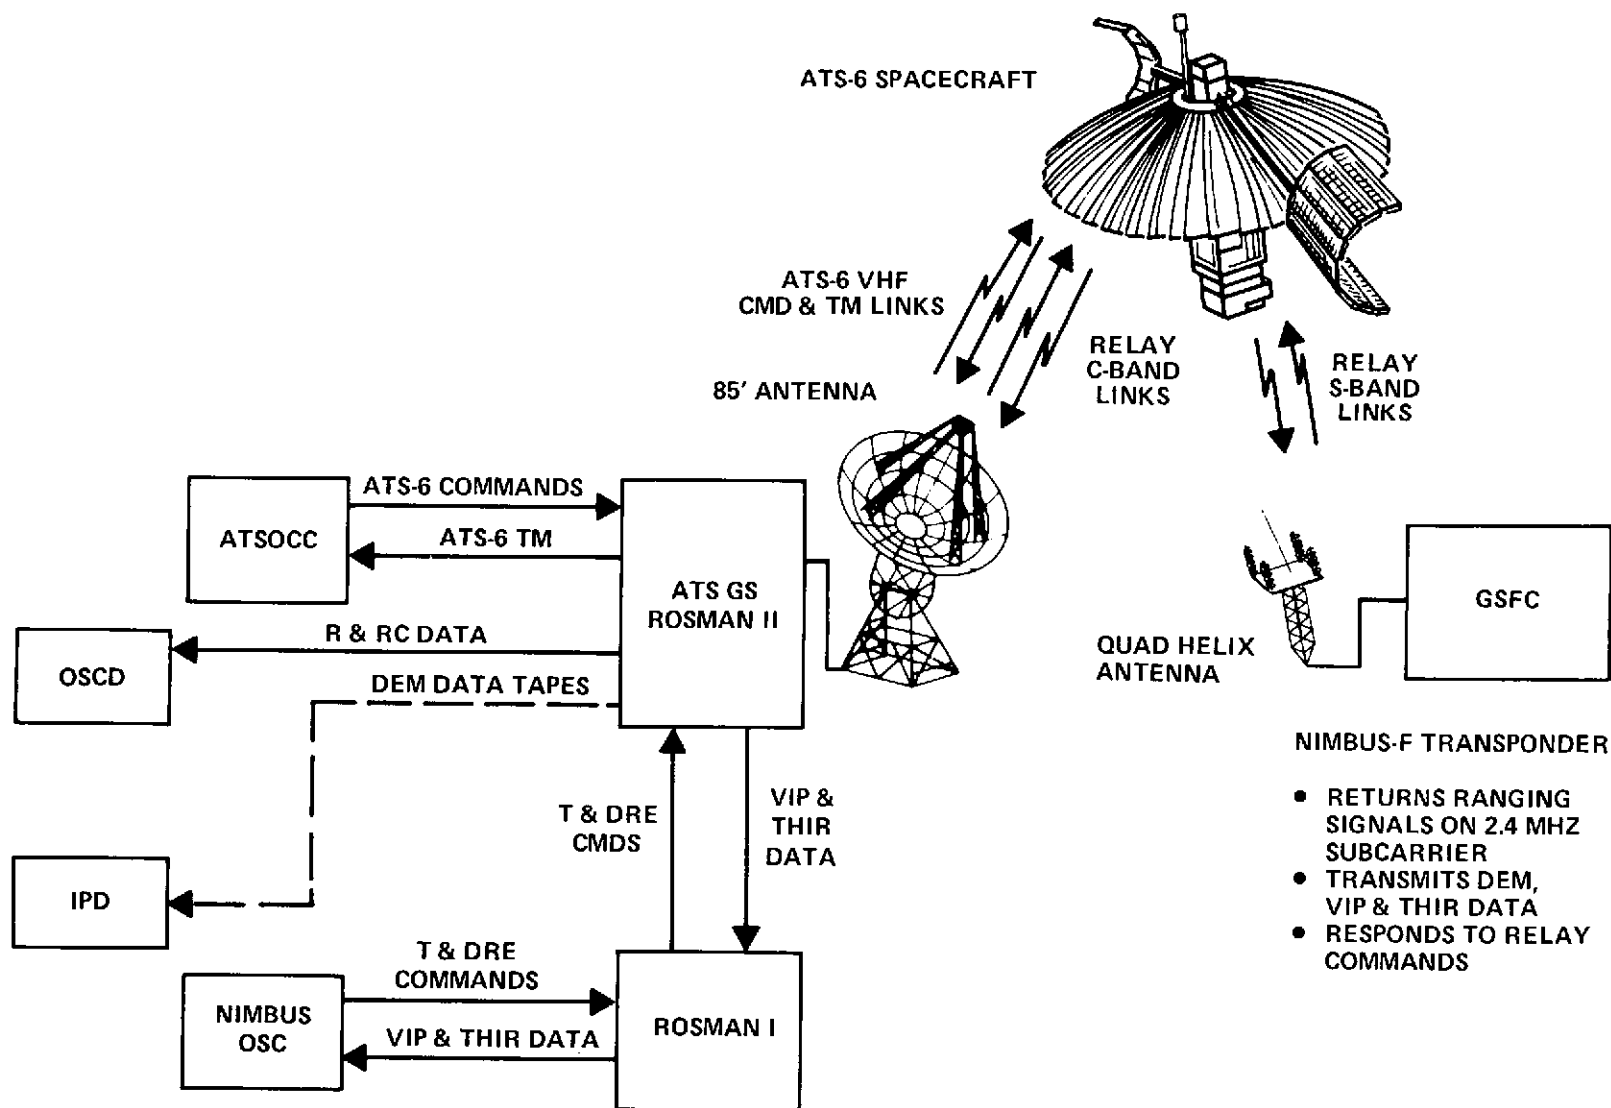 ATS-6 SPACECRAFT
ATS-6 VHF
CMD & TM LINKS
RELAY
C-BAND
LINKS
RELAY
S-BAND
LINKS
85' ANTENNA
ATSOCC
ATS-6 COMMANDS
ATS-6 TM
ATS GS
ROSMAN II
R & RC DATA
OSCD
DEM DATA TAPES
QUAD HELIX
ANTENNA
GSFC
T & DRE
CMDS
VIP &
THIR
DATA
IPD
NIMBUS-F TRANSPONDER
● RETURNS RANGING
SIGNALS ON 2.4 MHZ
SUBCARRIER
● TRANSMITS DEM,
VIP & THIR DATA
● RESPONDS TO RELAY
COMMANDS
NIMBUS
OSC
T & DRE
COMMANDS
VIP & THIR DATA
ROSMAN I